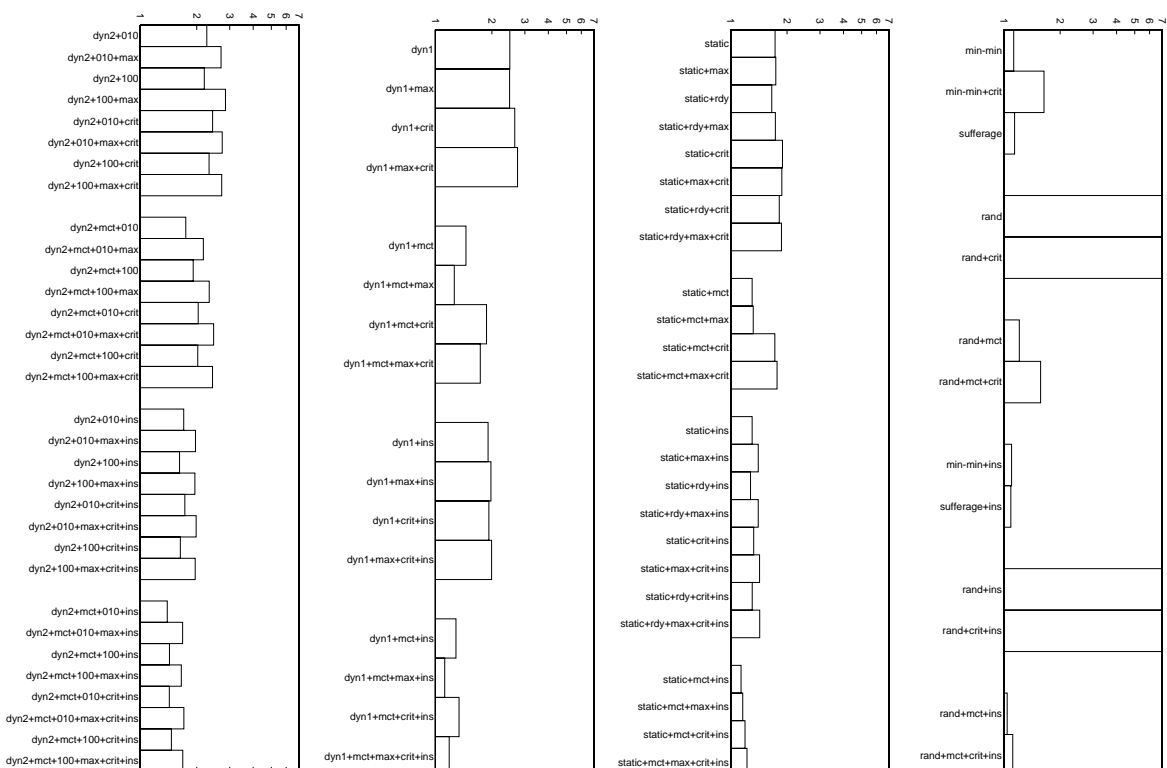 1 2 3 4 5 6 7
dyn2+010
dyn2+010+max
dyn2+100
dyn2+100+max
dyn2+010+crit
dyn2+010+max+crit
dyn2+100+crit
dyn2+100+max+crit
dyn2+mct+010
dyn2+mct+010+max
dyn2+mct+100
dyn2+mct+100+max
dyn2+mct+010+crit
dyn2+mct+010+max+crit
dyn2+mct+100+crit
dyn2+mct+100+max+crit
dyn2+010+ins
dyn2+010+max+ins
dyn2+100+ins
dyn2+100+max+ins
dyn2+010+crit+ins
dyn2+010+max+crit+ins
dyn2+100+crit+ins
dyn2+100+max+crit+ins
dyn2+mct+010+ins
dyn2+mct+010+max+ins
dyn2+mct+100+ins
dyn2+mct+100+max+ins
dyn2+mct+010+crit+ins
dyn2+mct+010+max+crit+ins
dyn2+mct+100+crit+ins
dyn2+mct+100+max+crit+ins
1 2 3 4 5 6 7
dyn1
dyn1+max
dyn1+crit
dyn1+max+crit
dyn1+mct
dyn1+mct+max
dyn1+mct+crit
dyn1+mct+max+crit
dyn1+ins
dyn1+max+ins
dyn1+crit+ins
dyn1+max+crit+ins
dyn1+mct+ins
dyn1+mct+max+ins
dyn1+mct+crit+ins
dyn1+mct+max+crit+ins
1 2 3 4 5 6 7
static
static+max
static+rdy
static+rdy+max
static+crit
static+max+crit
static+rdy+crit
static+rdy+max+crit
static+mct
static+mct+max
static+mct+crit
static+mct+max+crit
static+ins
static+max+ins
static+rdy+ins
static+rdy+max+ins
static+crit+ins
static+max+crit+ins
static+rdy+crit+ins
static+rdy+max+crit+ins
static+mct+ins
static+mct+max+ins
static+mct+crit+ins
static+mct+max+crit+ins
1 2 3 4 5 6 7
min-min
min-min+crit
sufferage
rand
rand+crit
rand+mct
rand+mct+crit
min-min+ins
sufferage+ins
rand+ins
rand+crit+ins
rand+mct+ins
rand+mct+crit+ins